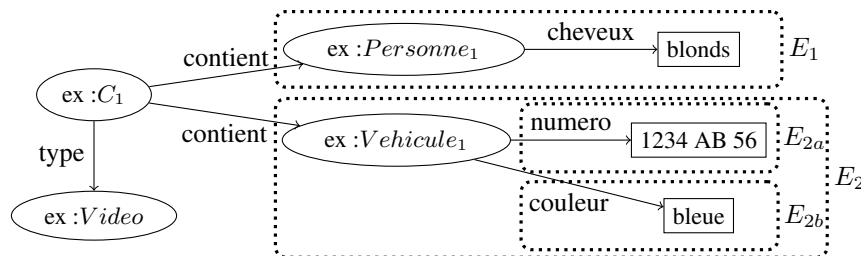 contient
ex :Personne₁
cheveux
blonds
E₁
ex :C₁
contient
ex :Vehicule₁
numero
1234 AB 56
E₂ₐ
type
E₂
ex :Video
couleur
bleue
E₂b